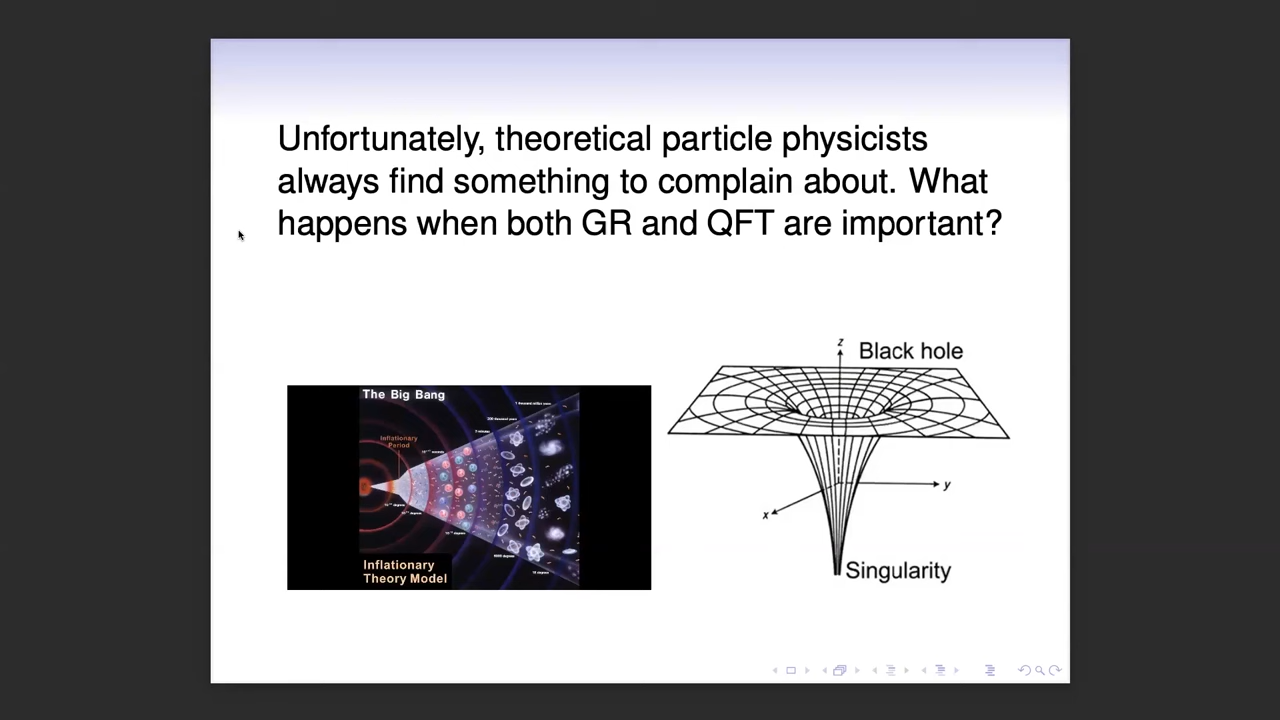 Unfortunately, theoretical particle physicists
always find something to complain about. What
happens when both GR and QFT are important?
The Big Bang
Inflationary
Period
Inflationary
Theory Model
z
Black hole
y
x
Singularity